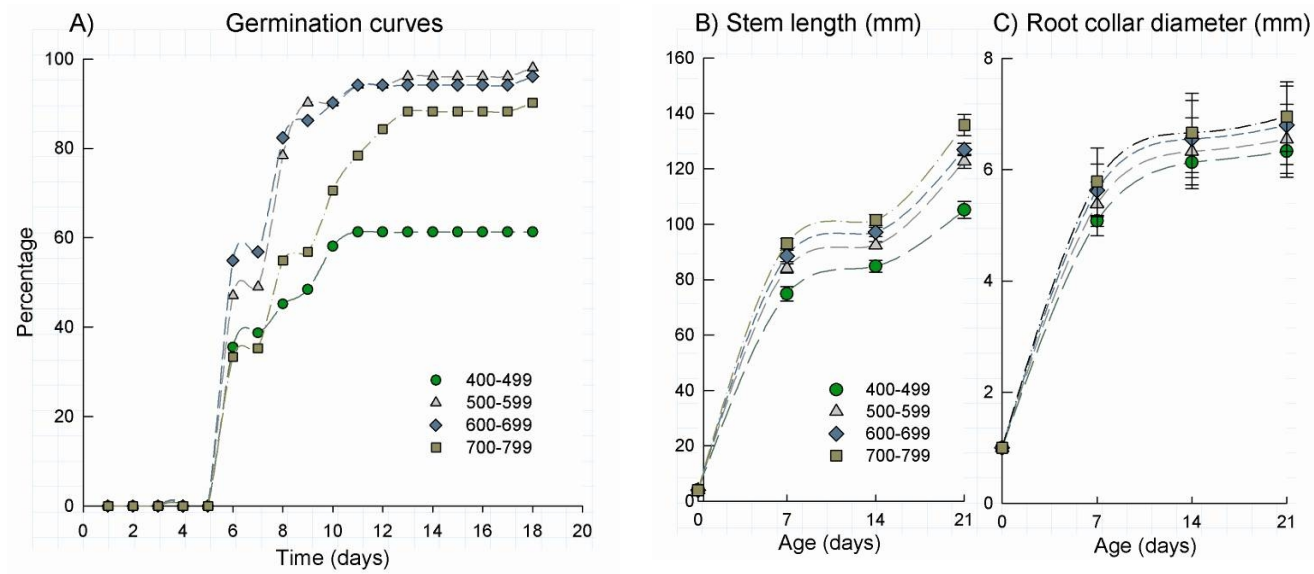 A) Germination curves
Percentage
100
80
60
40
20
0
0 2 4 6 8 10 12 14 16 18 20
Time (days)
400-499
500-599
600-699
700-799
B) Stem length (mm)
160
140
120
100
80
60
40
20
0
0 7 14 21
Age (days)
400-499
500-599
600-699
700-799
C) Root collar diameter (mm)
8
6
4
2
0
0 7 14 21
Age (days)